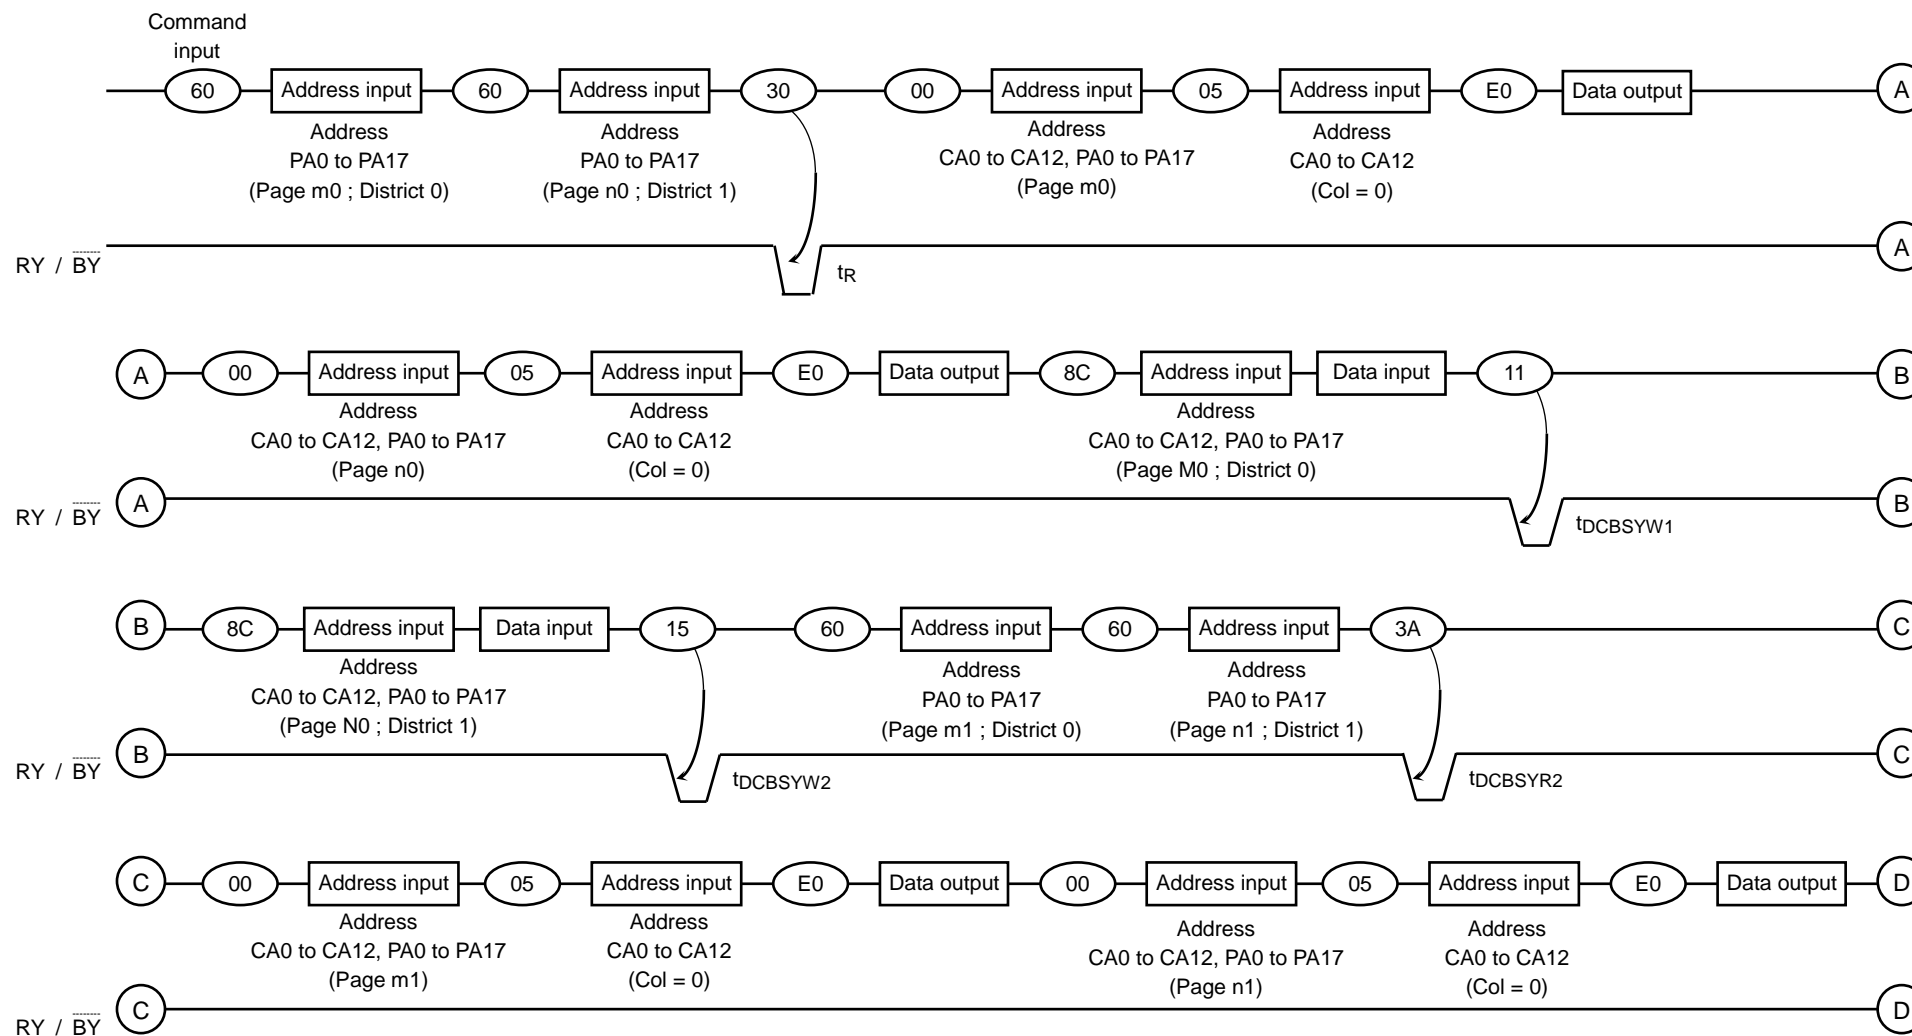 Command
input
60 Address input 60 Address input 30 00 Address input 05 Address input E0 Data output A
Address
PA0 to PA17
(Page m0 ; District 0)
Address
PA0 to PA17
(Page n0 ; District 1)
Address
CA0 to CA12, PA0 to PA17
(Page m0)
Address
CA0 to CA12
(Col = 0)
RY / BY tR A
A 00 Address input 05 Address input E0 Data output 8C Address input Data input 11 B
Address
CA0 to CA12, PA0 to PA17
(Page n0)
Address
CA0 to CA12
(Col = 0)
Address
CA0 to CA12, PA0 to PA17
(Page M0 ; District 0)
RY / BY A tDCBSYW1 B
B 8C Address input Data input 15 60 Address input 60 Address input 3A C
Address
CA0 to CA12, PA0 to PA17
(Page N0 ; District 1)
Address
PA0 to PA17
(Page m1 ; District 0)
Address
PA0 to PA17
(Page n1 ; District 1)
RY / BY B tDCBSYW2 tDCBSYR2 C
C 00 Address input 05 Address input E0 Data output 00 Address input 05 Address input E0 Data output D
Address
CA0 to CA12, PA0 to PA17
(Page m1)
Address
CA0 to CA12
(Col = 0)
Address
CA0 to CA12, PA0 to PA17
(Page n1)
Address
CA0 to CA12
(Col = 0)
RY / BY C D